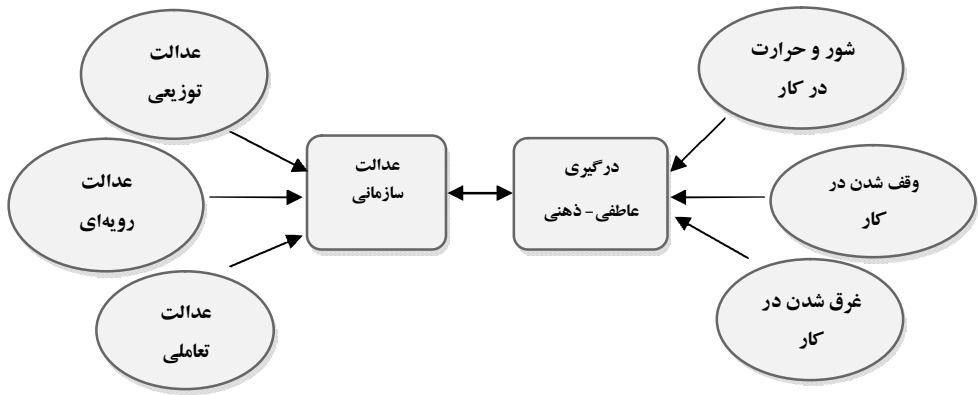 شور و حرارت
در کار
وقف شدن در
کار
غرق شدن در
کار
درگیری
عاطفی - ذهنی
عدالت
سازمانی
عدالت
توزیعی
عدالت
رویه‌ای
عدالت
تعاملی